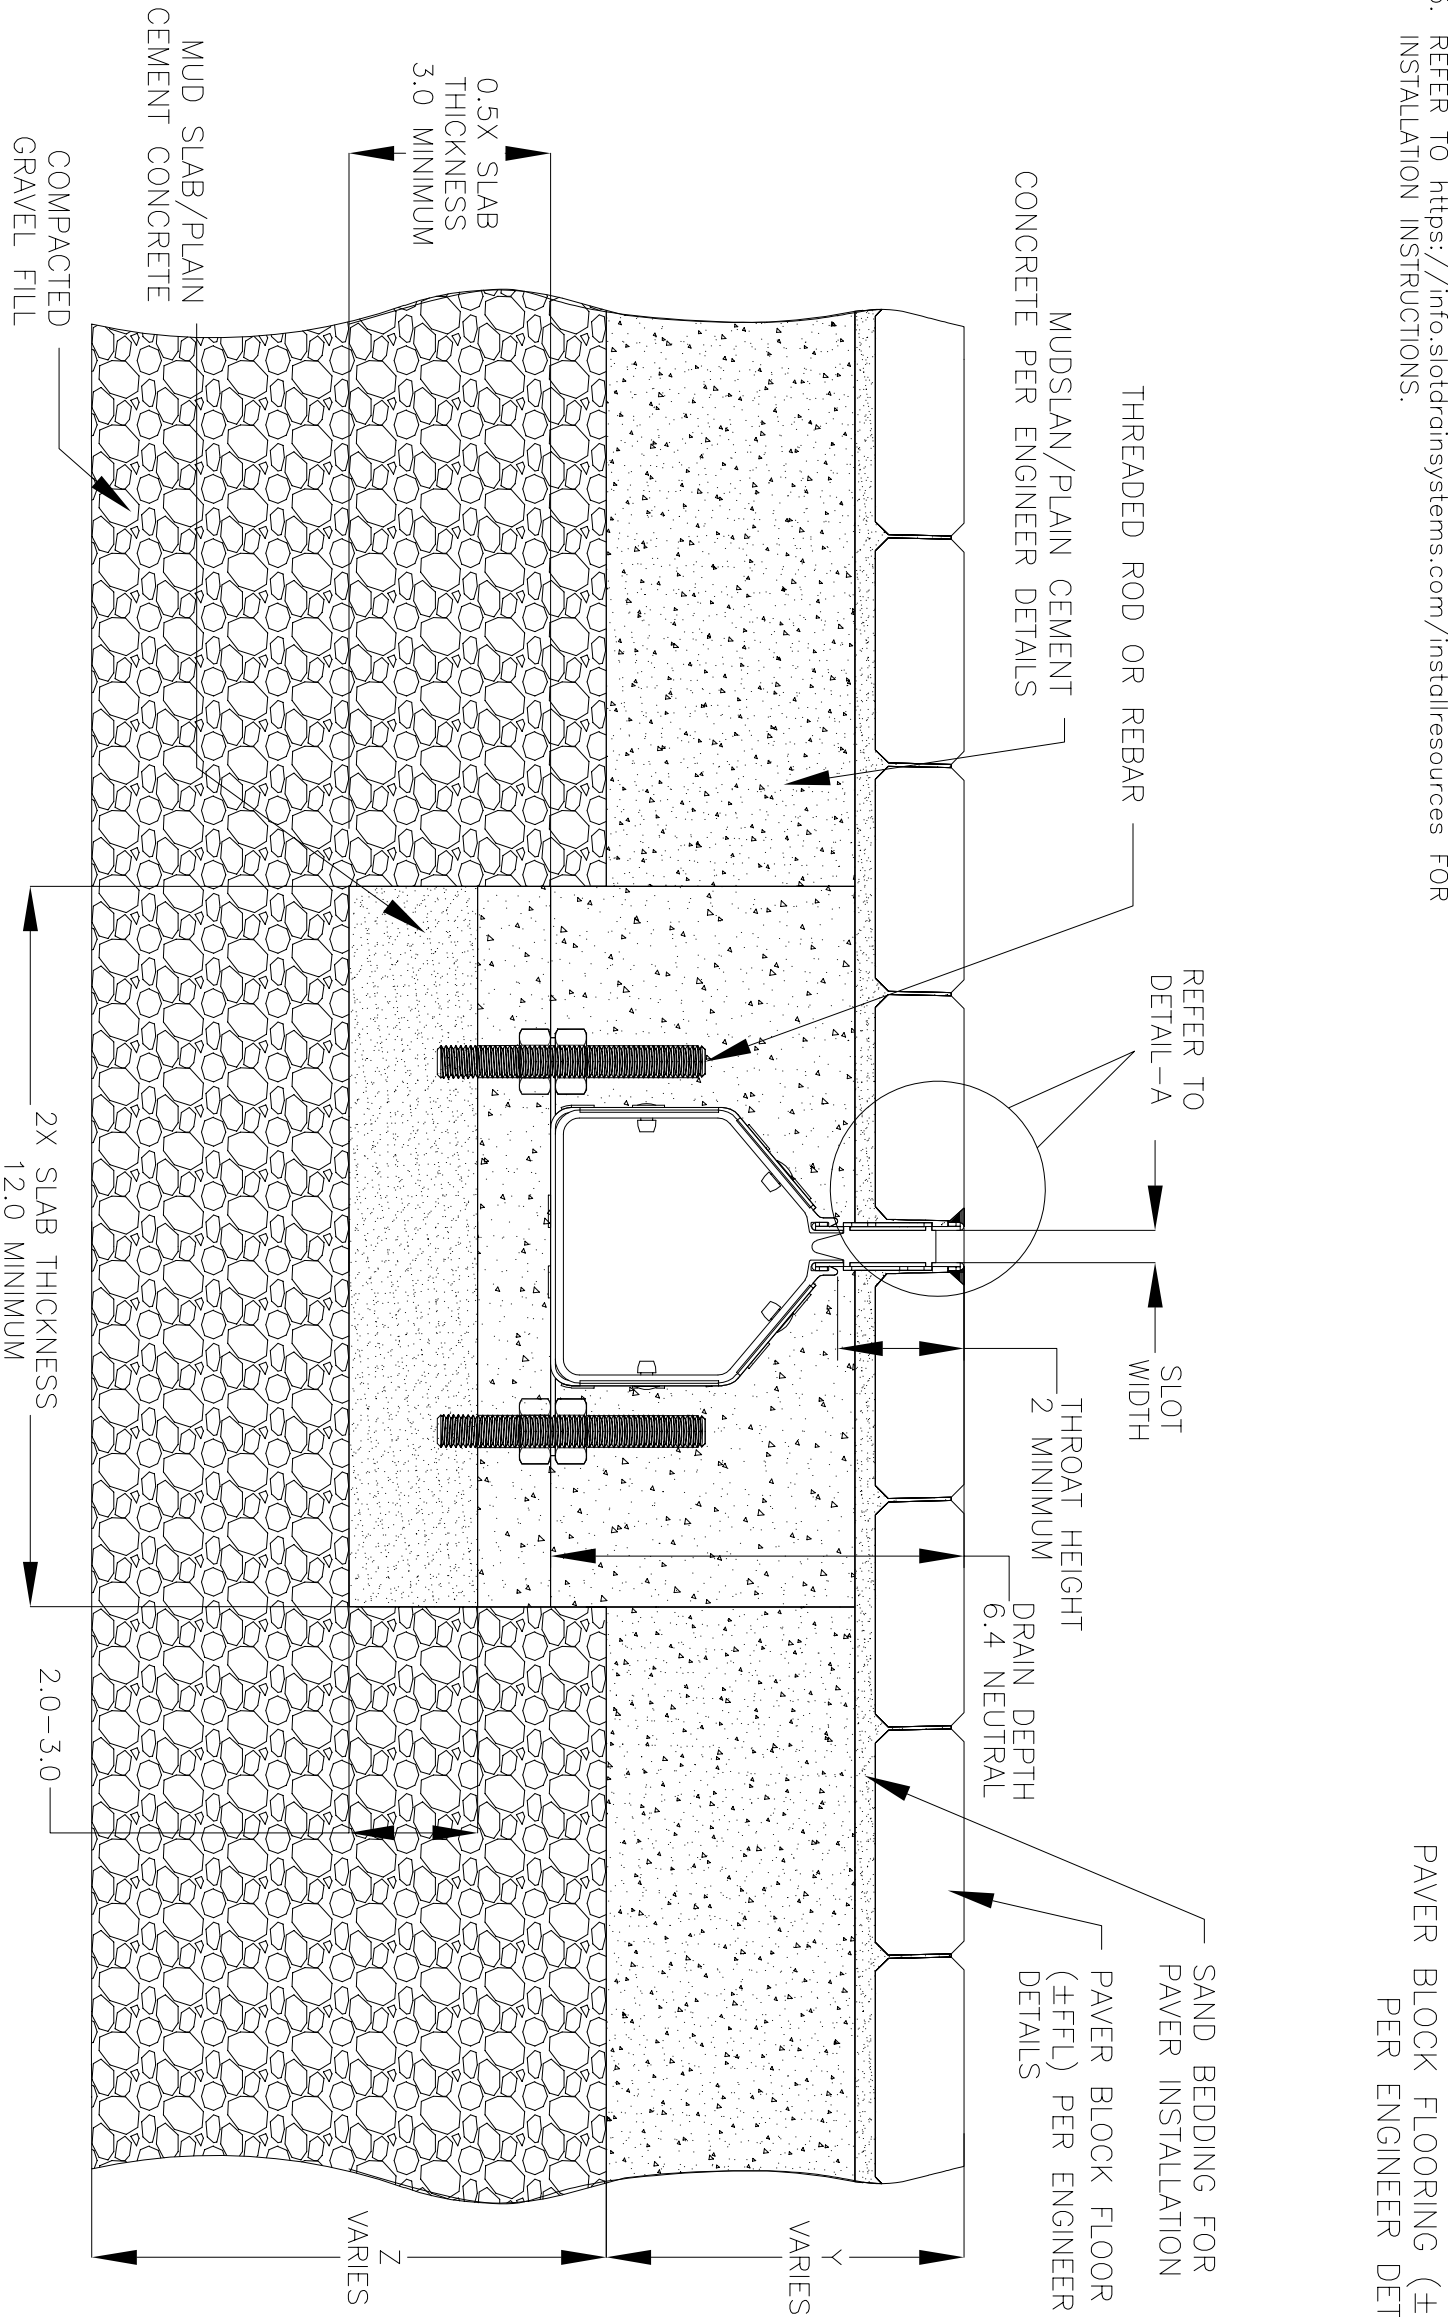 6. REFER TO https://info.slotdrainsystems.com/installresources FOR
INSTALLATION INSTRUCTIONS.
PAVER BLOCK FLOORING (±
PER ENGINEER DET
REFER TO
DETAIL-A
SLOT
WIDTH
SAND BEDDING FOR
PAVER INSTALLATION
THREADED ROD OR REBAR
PAVER BLOCK FLOOR
(±FFL) PER ENGINEER
DETAILS
MUDSLAN/PLAIN CEMENT
CONCRETE PER ENGINEER DETAILS
THROAT HEIGHT
2 MINIMUM
DRAIN DEPTH
6.4 NEUTRAL
Y
VARIES
0.5X SLAB
THICKNESS
3.0 MINIMUM
Z
VARIES
MUD SLAB/PLAIN
CEMENT CONCRETE
COMPACTED
GRAVEL FILL
2X SLAB THICKNESS
12.0 MINIMUM
2.0-3.0